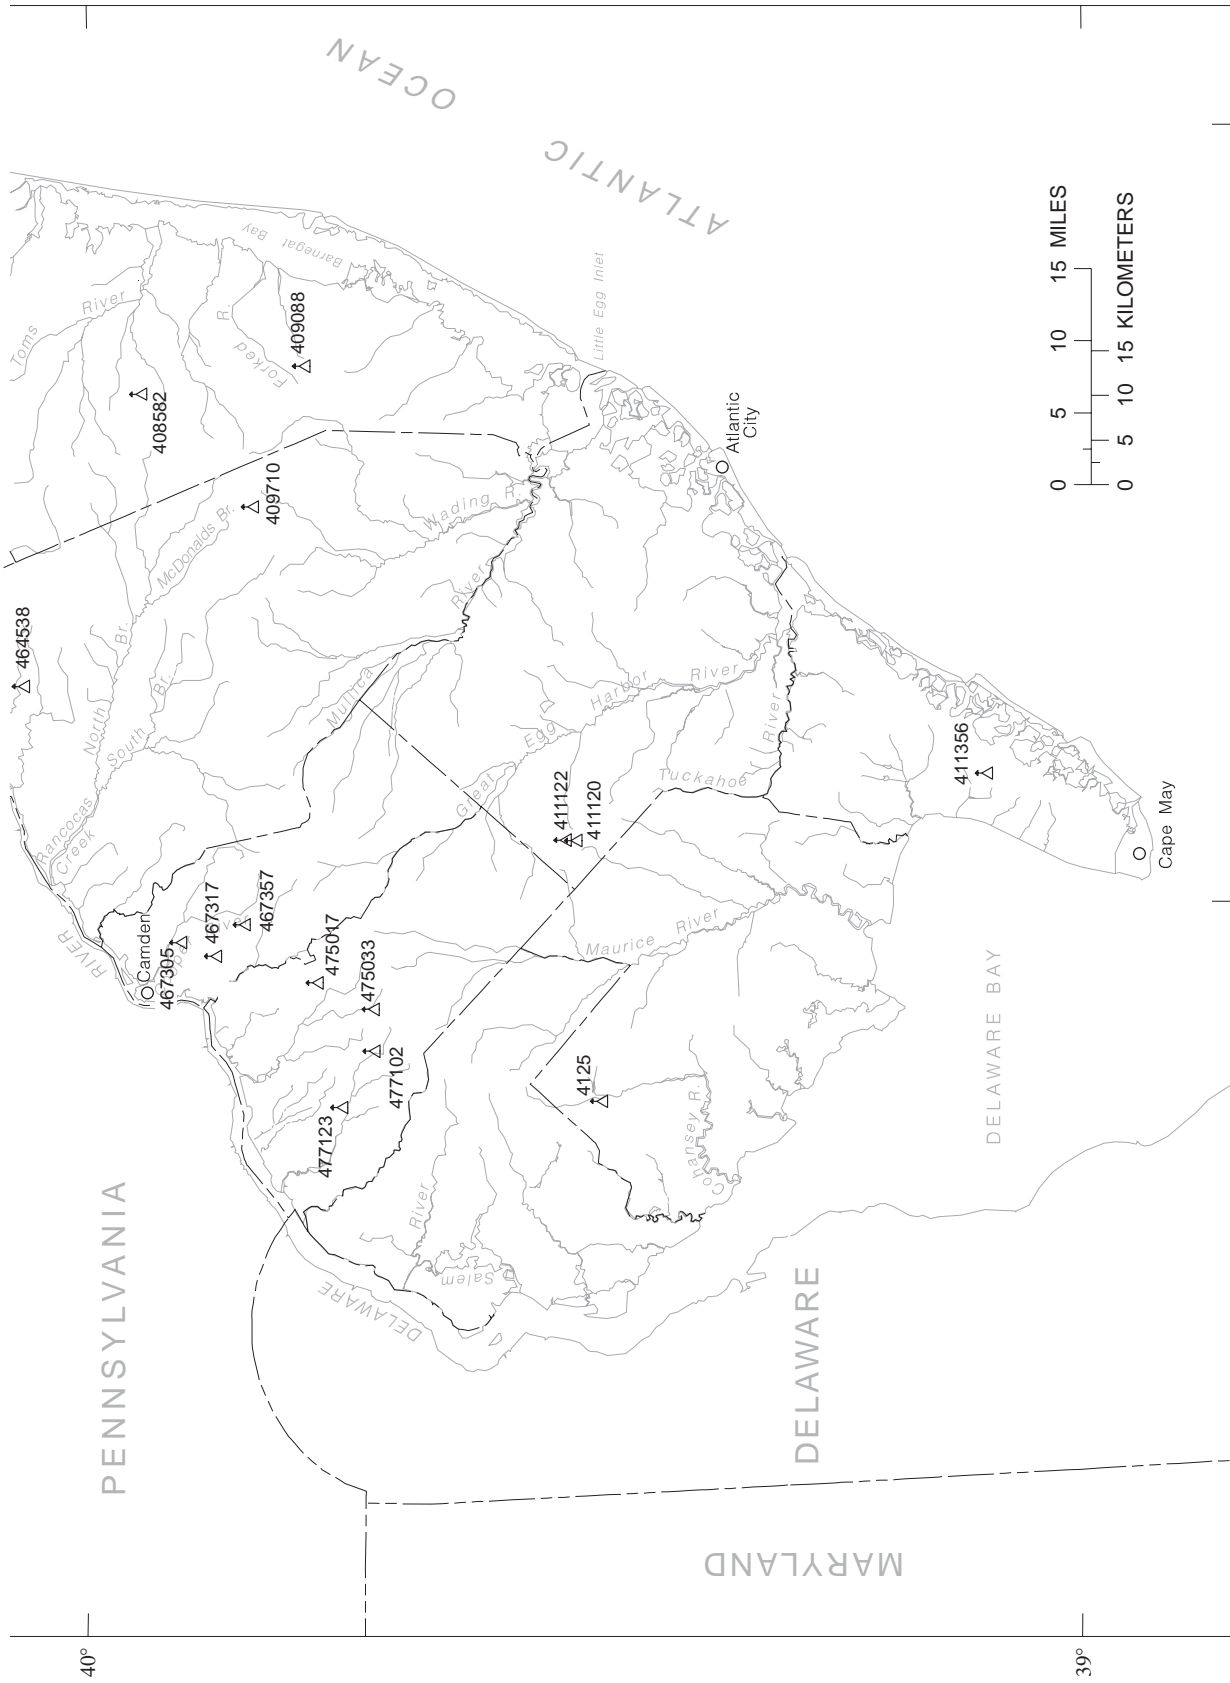 PENNSYLVANIA
MARYLAND
DELAWARE
DELAWARE BAY
ATLANTIC
OCEAN
40°
39°
464538
Toms
River
408582
Forked
R.
409088
Barnegat Bay
409710
McDonalds Br.
North
Br.
South
Br.
Rancocas
Creek
RIVER
Camden
467305
467317
467357
475017
475033
477102
477123
DELAWARE
Salem
River
Mullica
River
Wading R.
Little Egg Inlet
Great
Egg
Harbor
River
Atlantic
City
411122
411120
Tuckahoe
River
Maurice
River
4125
Cohansey R.
411356
Cape May
0 5 10 15 MILES
0 5 10 15 KILOMETERS